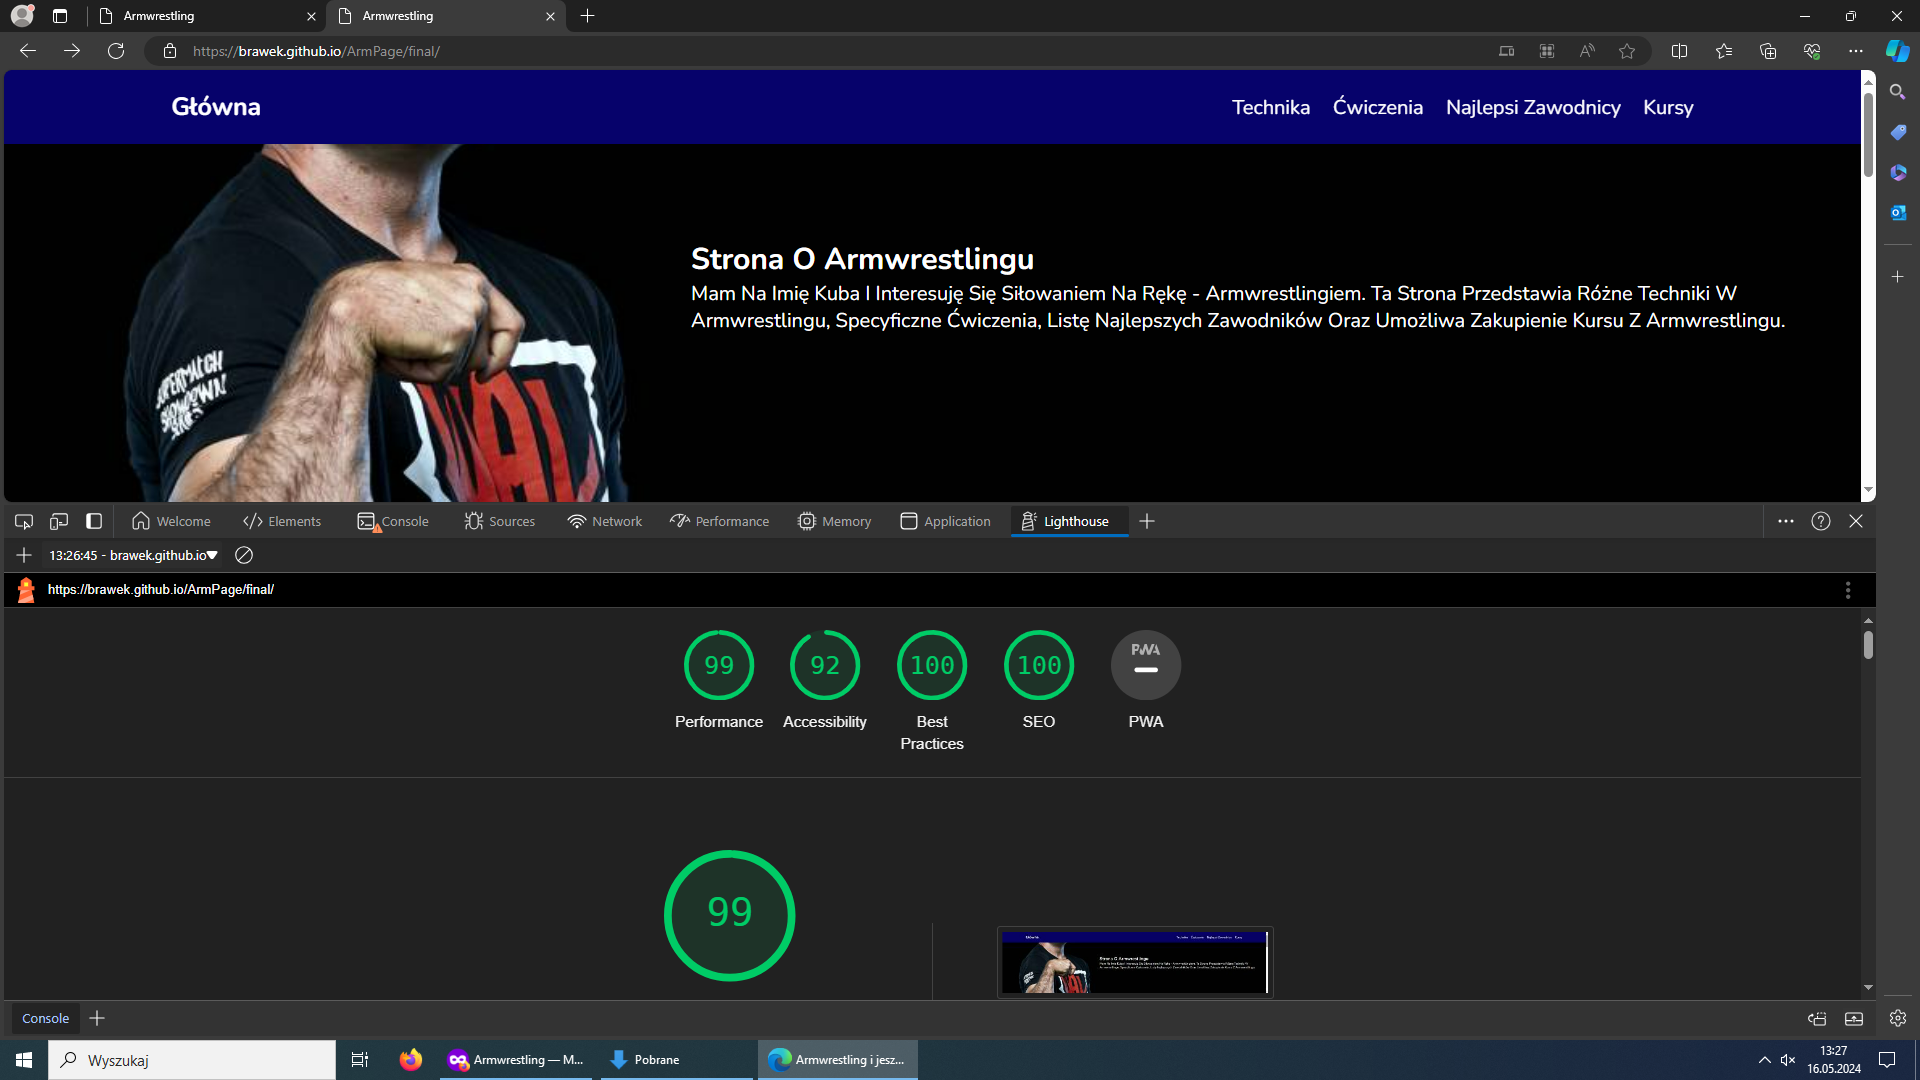 Armwrestling
Armwrestling
https://brawek.github.io/ArmPage/final/
Główna
Technika
Ćwiczenia
Najlepsi Zawodnicy
Kursy
Strona O Armwrestlingu
Mam Na Imię Kuba I Interesuję Się Siłowaniem Na Rękę - Armwrestlingiem. Ta Strona Przedstawia Różne Techniki W
Armwrestlingu, Specyficzne Ćwiczenia, Listę Najlepszych Zawodników Oraz Umożliwa Zakupienie Kursu Z Armwrestlingu.
SUPERMATCH
SHOWDOWN
Welcome
Elements
Console
Sources
Network
Performance
Memory
Application
Lighthouse
13:26:45 - brawek.github.io
https://brawek.github.io/ArmPage/final/
99
92
100
100
PWA
Performance
Accessibility
Best
Practices
SEO
PWA
99
Console
Wyszukaj
Armwrestling — M...
Pobrane
Armwrestling i jesz...
13:27
16.05.2024